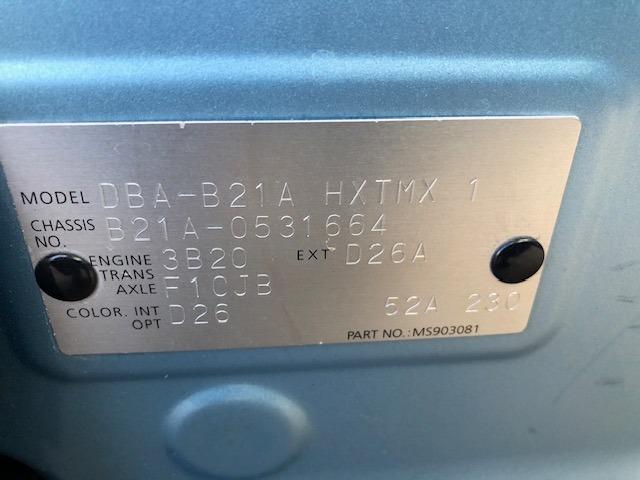 MODEL DBA-B21A HXTMX 1
CHASSIS NO. B21A-0531664
ENGINE 3B20 EXT D26A
TRANS AXLE F1CJB
COLOR. INT OPT D26 52A 230
PART NO.:MS903081